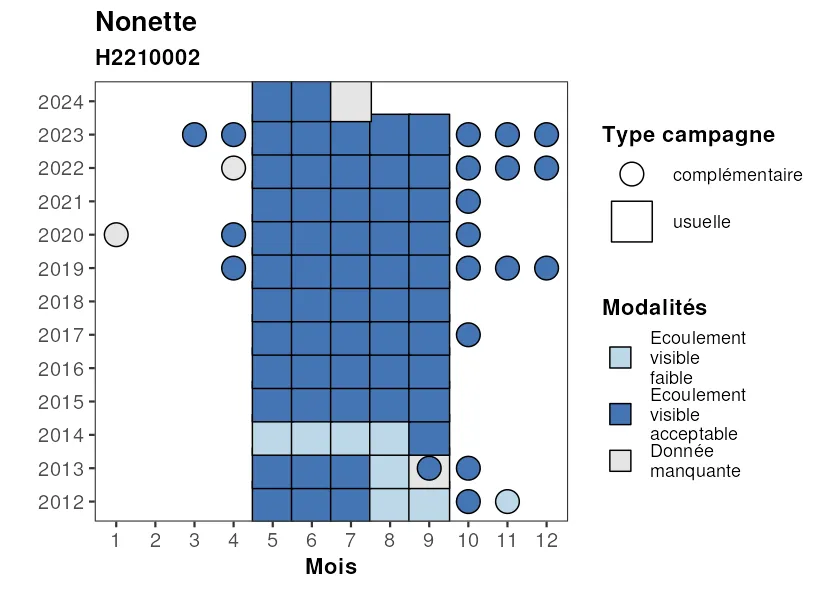 Nonette
H2210002
2024
2023
2022
2021
2020
2019
2018
2017
2016
2015
2014
2013
2012
1 2 3 4 5 6 7 8 9 10 11 12
Mois
Type campagne
complémentaire
usuelle
Modalités
Ecoulement
visible
faible
Ecoulement
visible
acceptable
Donnée
manquante